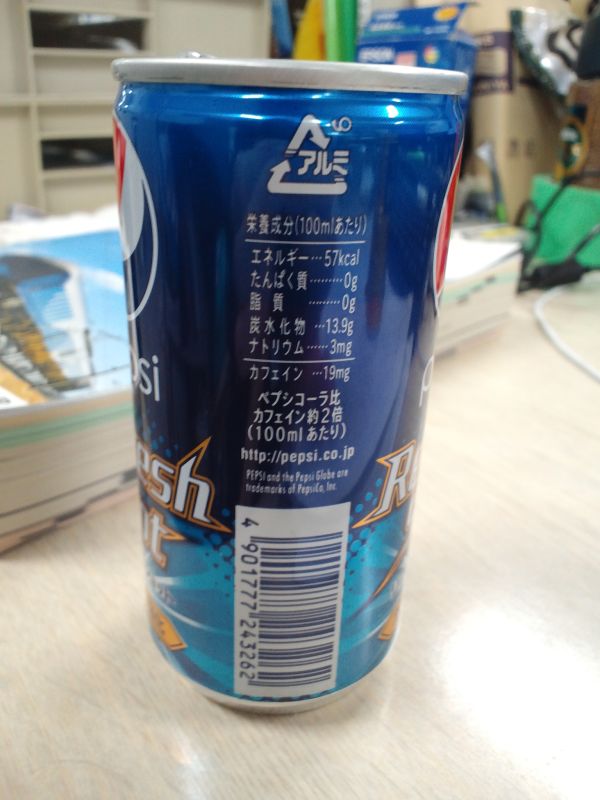 アルミ
栄養成分(100mlあたり)
エネルギー…57kcal
たんぱく質………0g
脂質………0g
炭水化物…13.9g
ナトリウム……3mg
カフェイン…19mg
ペプシコーラ比
カフェイン約2倍
(100mlあたり)
http://pepsi.co.jp
PEPSI and the Pepsi Globe are
trademarks of PepsiCo, Inc.
4 901777 243262
psi
esh
p
Re
EPSON